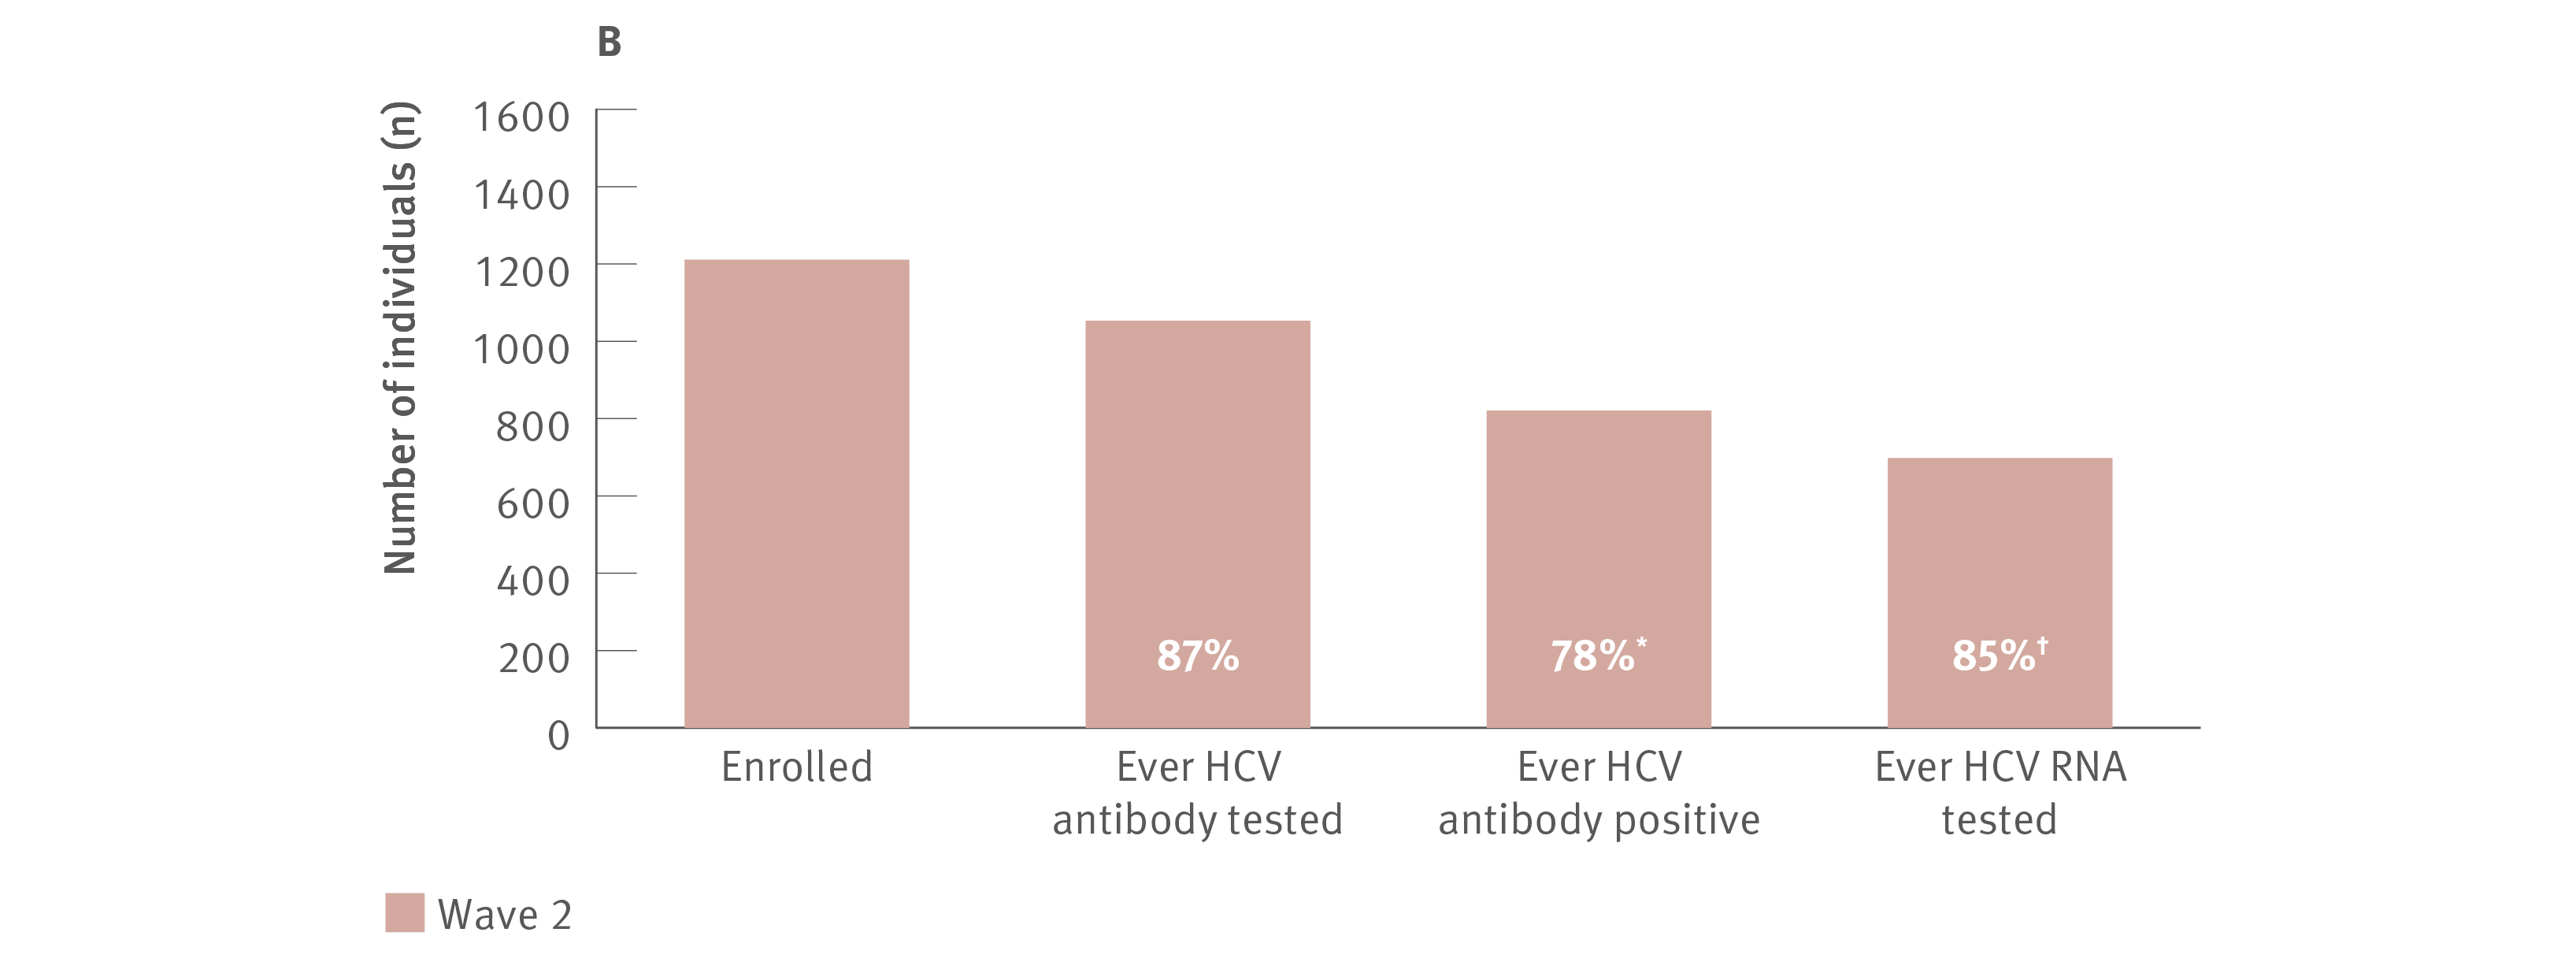 B
Number of individuals (n)
1600
1400
1200
1000
800
600
400
200
0
87%
78%*
85%†
Enrolled
Ever HCV
antibody tested
Ever HCV
antibody positive
Ever HCV RNA
tested
Wave 2